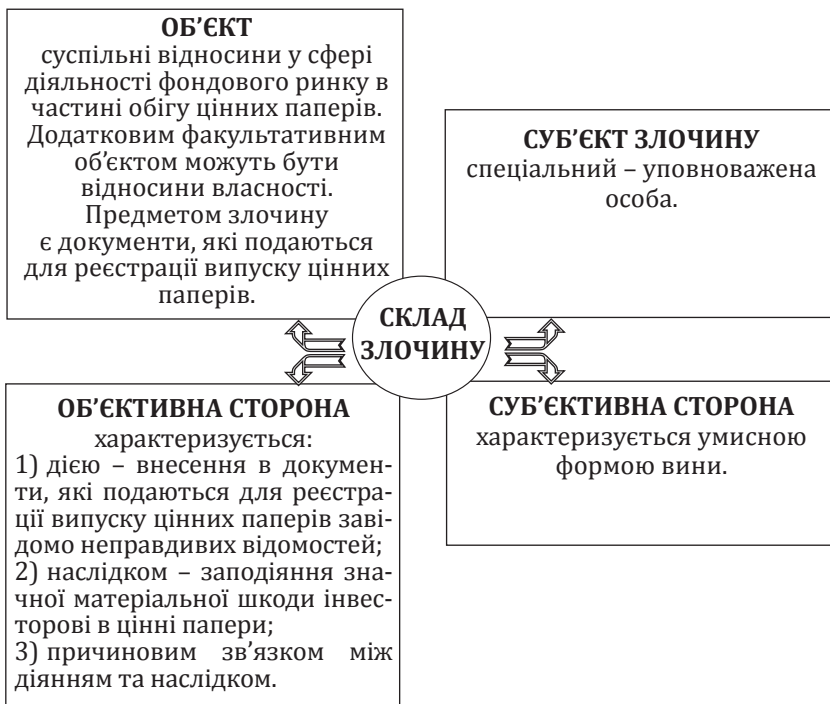 ОБ’ЄКТ
суспільні відносини у сфері
діяльності фондового ринку в
частині обігу цінних паперів.
Додатковим факультативним
об’єктом можуть бути
відносини власності.
Предметом злочину
є документи, які подаються
для реєстрації випуску цінних
паперів.
СУБ’ЄКТ ЗЛОЧИНУ
спеціальний – уповноважена
особа.
СКЛАД
ЗЛОЧИНУ
ОБ’ЄКТИВНА СТОРОНА
характеризується:
1) дією – внесення в докумен-
ти, які подаються для реєстра-
ції випуску цінних паперів заві-
домо неправдивих відомостей;
2) наслідком – заподіяння зна-
чної матеріальної шкоди інвес-
торові в цінні папери;
3) причиновим зв’язком між
діянням та наслідком.
СУБ’ЄКТИВНА СТОРОНА
характеризується умисною
формою вини.